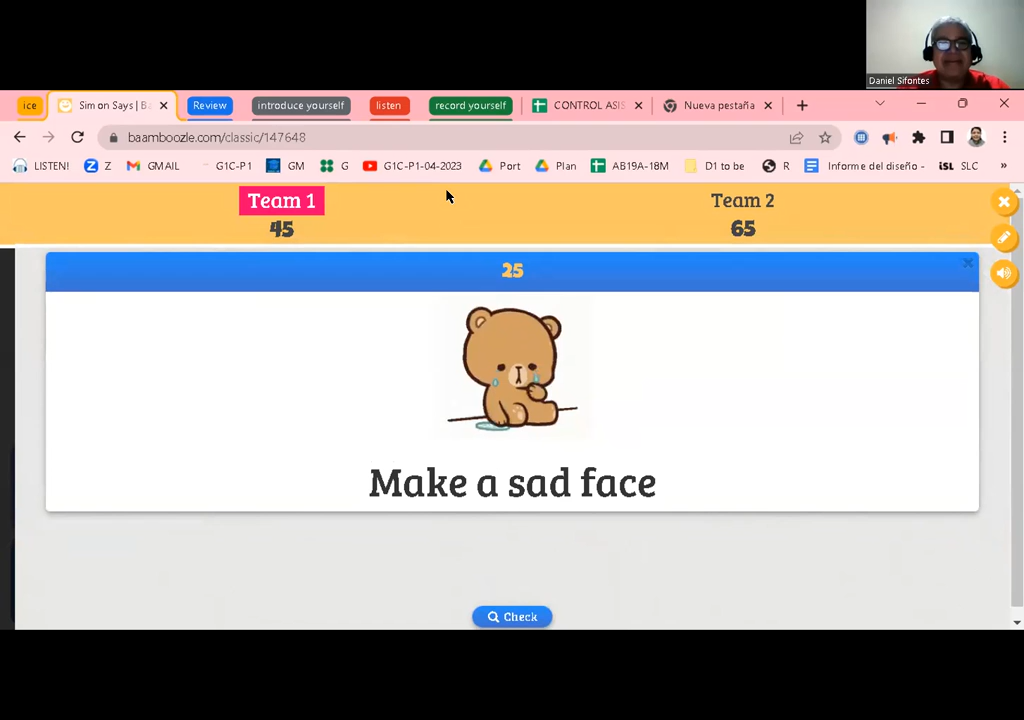 Daniel Sifontes
ice
Simon Says | B
Review
introduce yourself
listen
record yourself
CONTROL ASIS
Nueva pestaña
baamboozle.com/classic/147648
LISTEN!
Z
GMAIL
G1C-P1
GM
G
G1C-P1-04-2023
Port
Plan
AB19A-18M
D1 to be
R
Informe del diseño -
iSL SLC
»
Team 1
45
Team 2
65
25
Make a sad face
Check